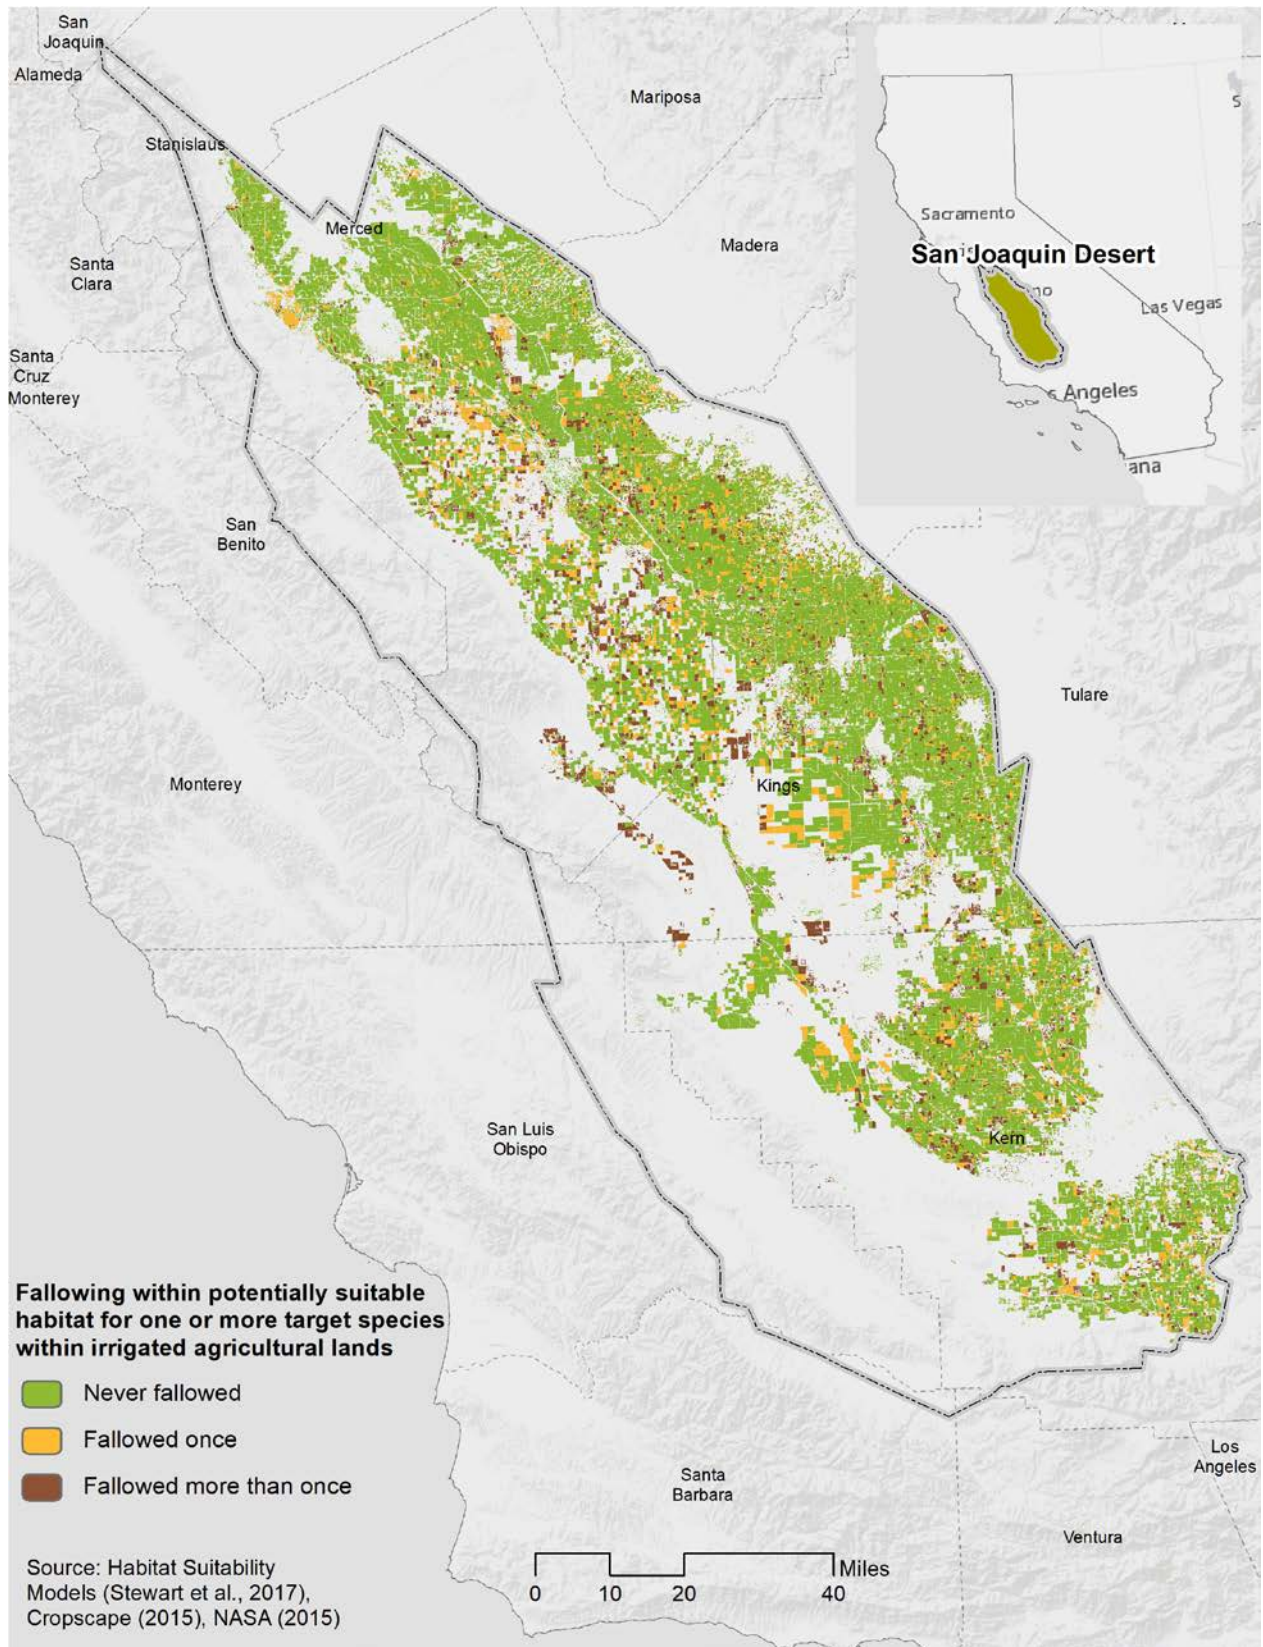 San
Joaquin
Alameda
Mariposa
Stanislaus
Sacramento
Merced
Madera
San Joaquin Desert
Santa
Clara
no
Las Vegas
Santa
Cruz
Monterey
s Angeles
ana
San
Benito
Tulare
Monterey
Kings
San Luis
Obispo
Kern
Fallowing within potentially suitable
habitat for one or more target species
within irrigated agricultural lands
Never fallowed
Fallowed once
Fallowed more than once
Los
Angeles
Santa
Barbara
Ventura
Source: Habitat Suitability
Models (Stewart et al., 2017),
Cropscape (2015), NASA (2015)
Miles
0 10 20 40